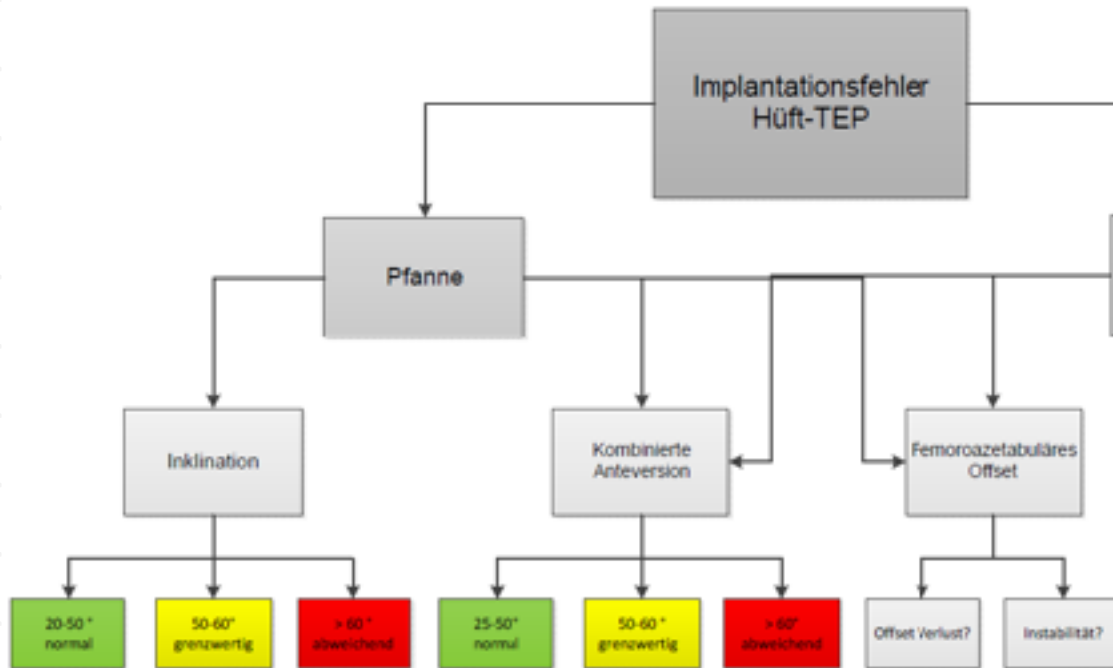 Implantationsfehler
Hüft-TEP
Pfanne
Inklination
Kombinierte
Anteversion
Femoroazetabuläres
Offset
20-50 °
normal
50-60°
grenzwertig
> 60 °
abweichend
25-50°
normal
50-60 °
grenzwertig
> 60°
abweichend
Offset Verlust?
Instabilität?